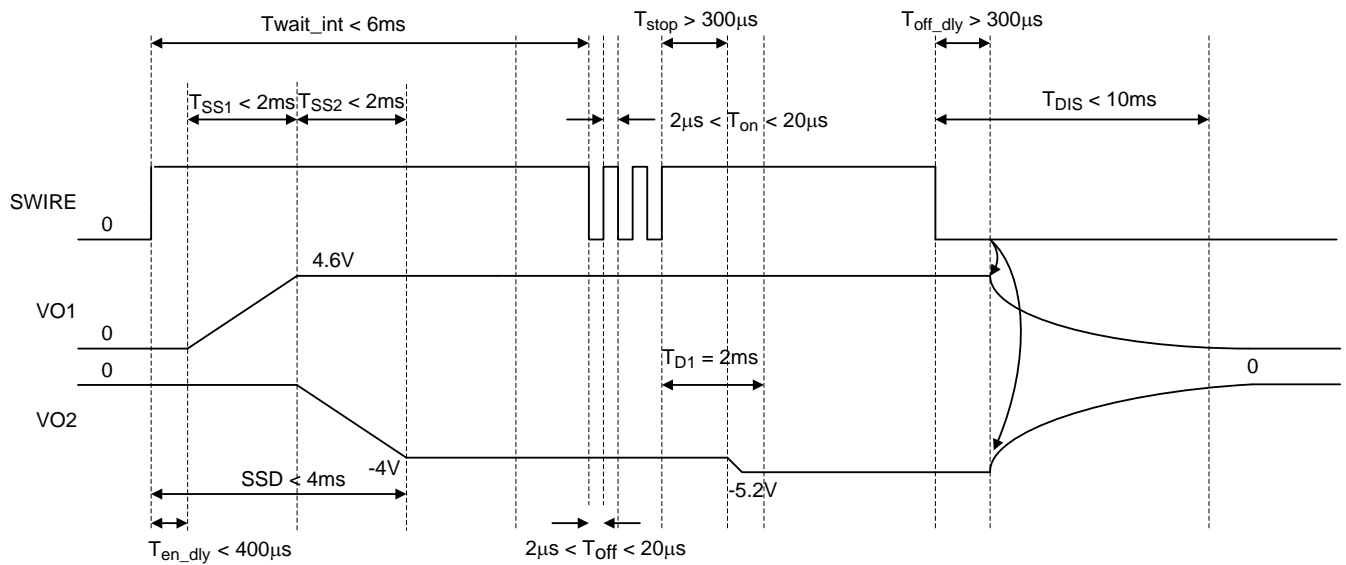 Twait_int < 6ms
Tstop > 300μs
Toff_dly > 300μs
TSS1 < 2ms
TSS2 < 2ms
2μs < Ton < 20μs
TDIS < 10ms
SWIRE
0
4.6V
VO1
0
TD1 = 2ms
0
0
VO2
-4V
SSD < 4ms
-5.2V
Ten_dly < 400μs
2μs < Toff < 20μs